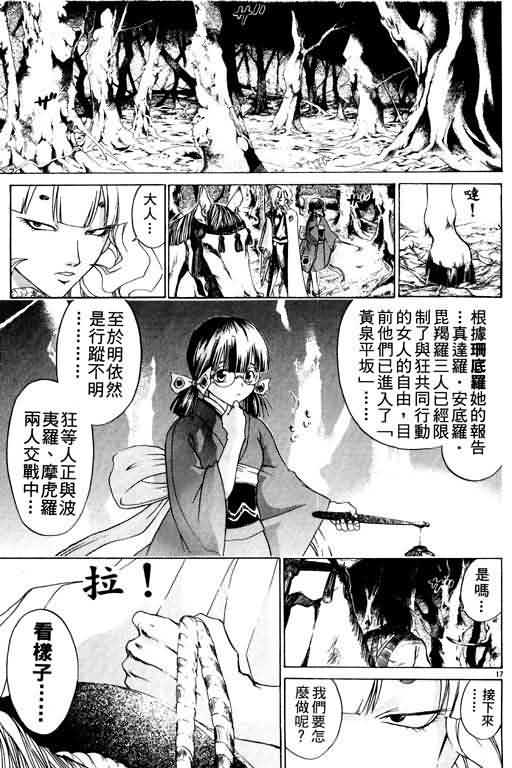 噠!
大人…
根據珊底羅她的報告
…真達羅·安底羅·
毘羯羅三人已經限
制了與狂共同行動
的女人的自由,目
前他們已進入了「
黃泉平坂」……
至於明依然
是行蹤不明
………
狂等人正與波
夷羅、摩虎羅
兩人交戰中…
是嗎…
17
接下來
……
我們要怎
麼做呢?
拉!
看樣子……